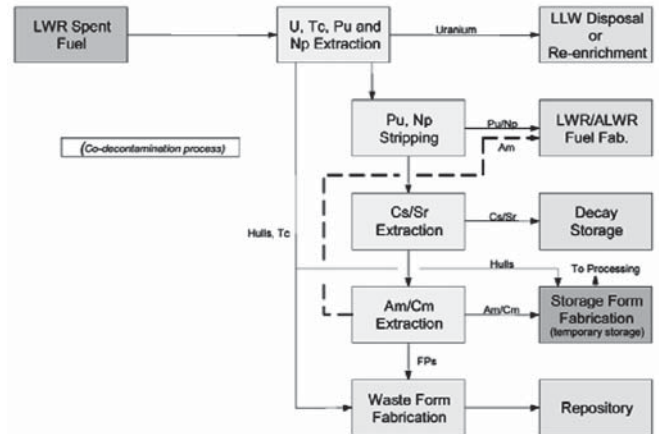 LWR Spent
Fuel
U, Tc, Pu and
Np Extraction
Uranium
LLW Disposal
or
Re-enrichment
Pu, Np
Stripping
Pu/Np
Am
LWR/ALWR
Fuel Fab.
(Co-decontamination process)
Cs/Sr
Extraction
Cs/Sr
Decay
Storage
Hulls, Tc
Hulls
To Processing
Am/Cm
Extraction
Am/Cm
Storage Form
Fabrication
(temporary storage)
FPs
Waste Form
Fabrication
Repository